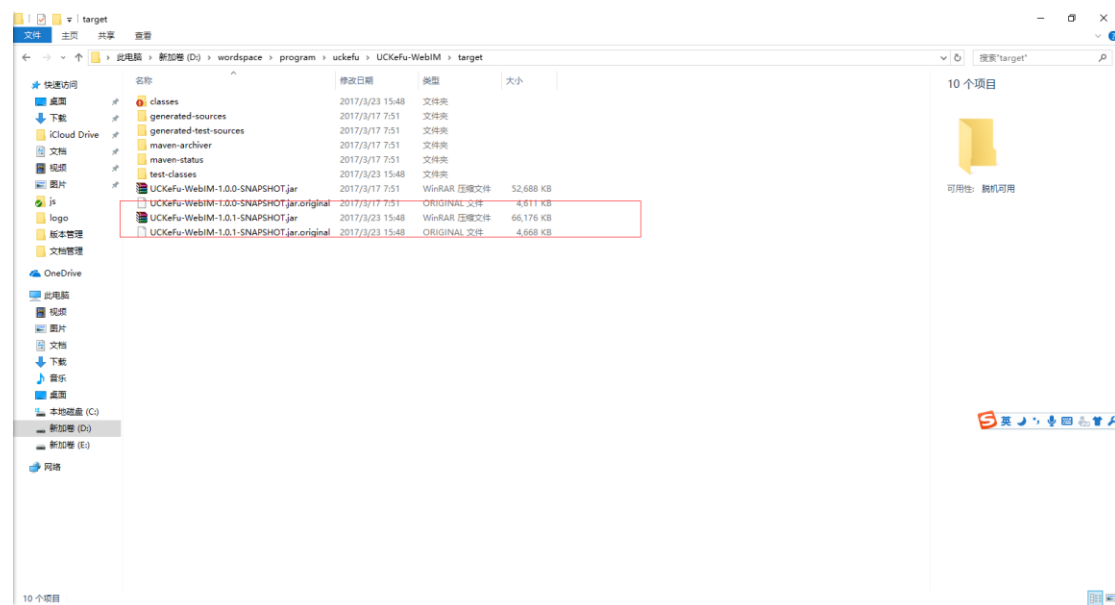 target
文件 主页 共享 查看
此电脑 › 新加卷 (D:) › wordspace › program › uckefu › UCKeFu-WebIM › target
搜索"target"
名称 修改日期 类型 大小
classes 2017/3/23 15:48 文件夹
generated-sources 2017/3/17 7:51 文件夹
generated-test-sources 2017/3/17 7:51 文件夹
maven-archiver 2017/3/17 7:51 文件夹
maven-status 2017/3/17 7:51 文件夹
test-classes 2017/3/23 15:48 文件夹
UCKeFu-WebIM-1.0.0-SNAPSHOT.jar 2017/3/17 7:51 WinRAR 压缩文件 52,688 KB
UCKeFu-WebIM-1.0.0-SNAPSHOT.jar.original 2017/3/17 7:51 ORIGINAL 文件 4,611 KB
UCKeFu-WebIM-1.0.1-SNAPSHOT.jar 2017/3/23 15:48 WinRAR 压缩文件 66,176 KB
UCKeFu-WebIM-1.0.1-SNAPSHOT.jar.original 2017/3/23 15:48 ORIGINAL 文件 4,668 KB
快速访问
桌面
下载
iCloud Drive
文档
视频
图片
js
logo
版本管理
文档管理
OneDrive
此电脑
视频
图片
文档
下载
音乐
桌面
本地磁盘 (C:)
新加卷 (D:)
新加卷 (E:)
网络
10 个项目
可用性: 脱机可用
英
10 个项目